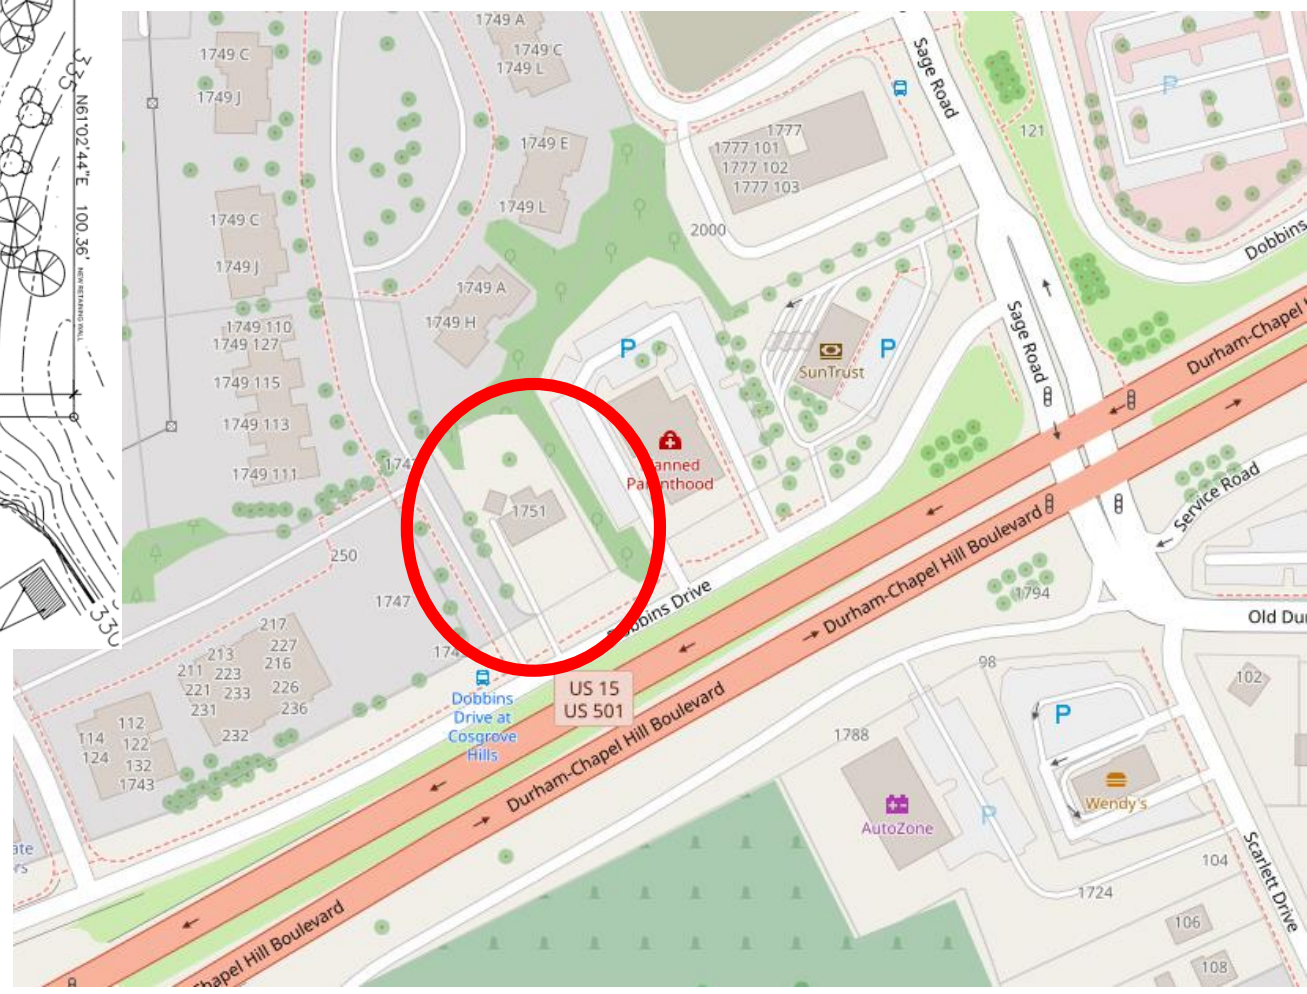 335
N61°02'44"E 100.36'
NEW RETAINING WALL
330
1749 A
1749 C
1749 L
1749 C
1749 J
1749 E
1749 L
1749 C
1749 J
1749 A
1749 H
1749 110
1749 127
1749 115
1749 113
1749 111
1777
1777 101
1777 102
1777 103
2000
Sage Road
121
Dobbins
P
P
P
SunTrust
Sage Road
Durham-Chapel
Planned
Parenthood
1751
250
1747
Dobbins Drive
Durham-Chapel Hill Boulevard
Service Road
1794
Old Du
217
213
227
211
223
216
221
233
226
231
236
232
112
114
122
124
132
1743
Dobbins
Drive at
Cosgrove
Hills
US 15
US 501
Durham-Chapel Hill Boulevard
98
102
P
1788
AutoZone
P
Wendy's
104
1724
Scarlett Drive
106
108
Chapel Hill Boulevard